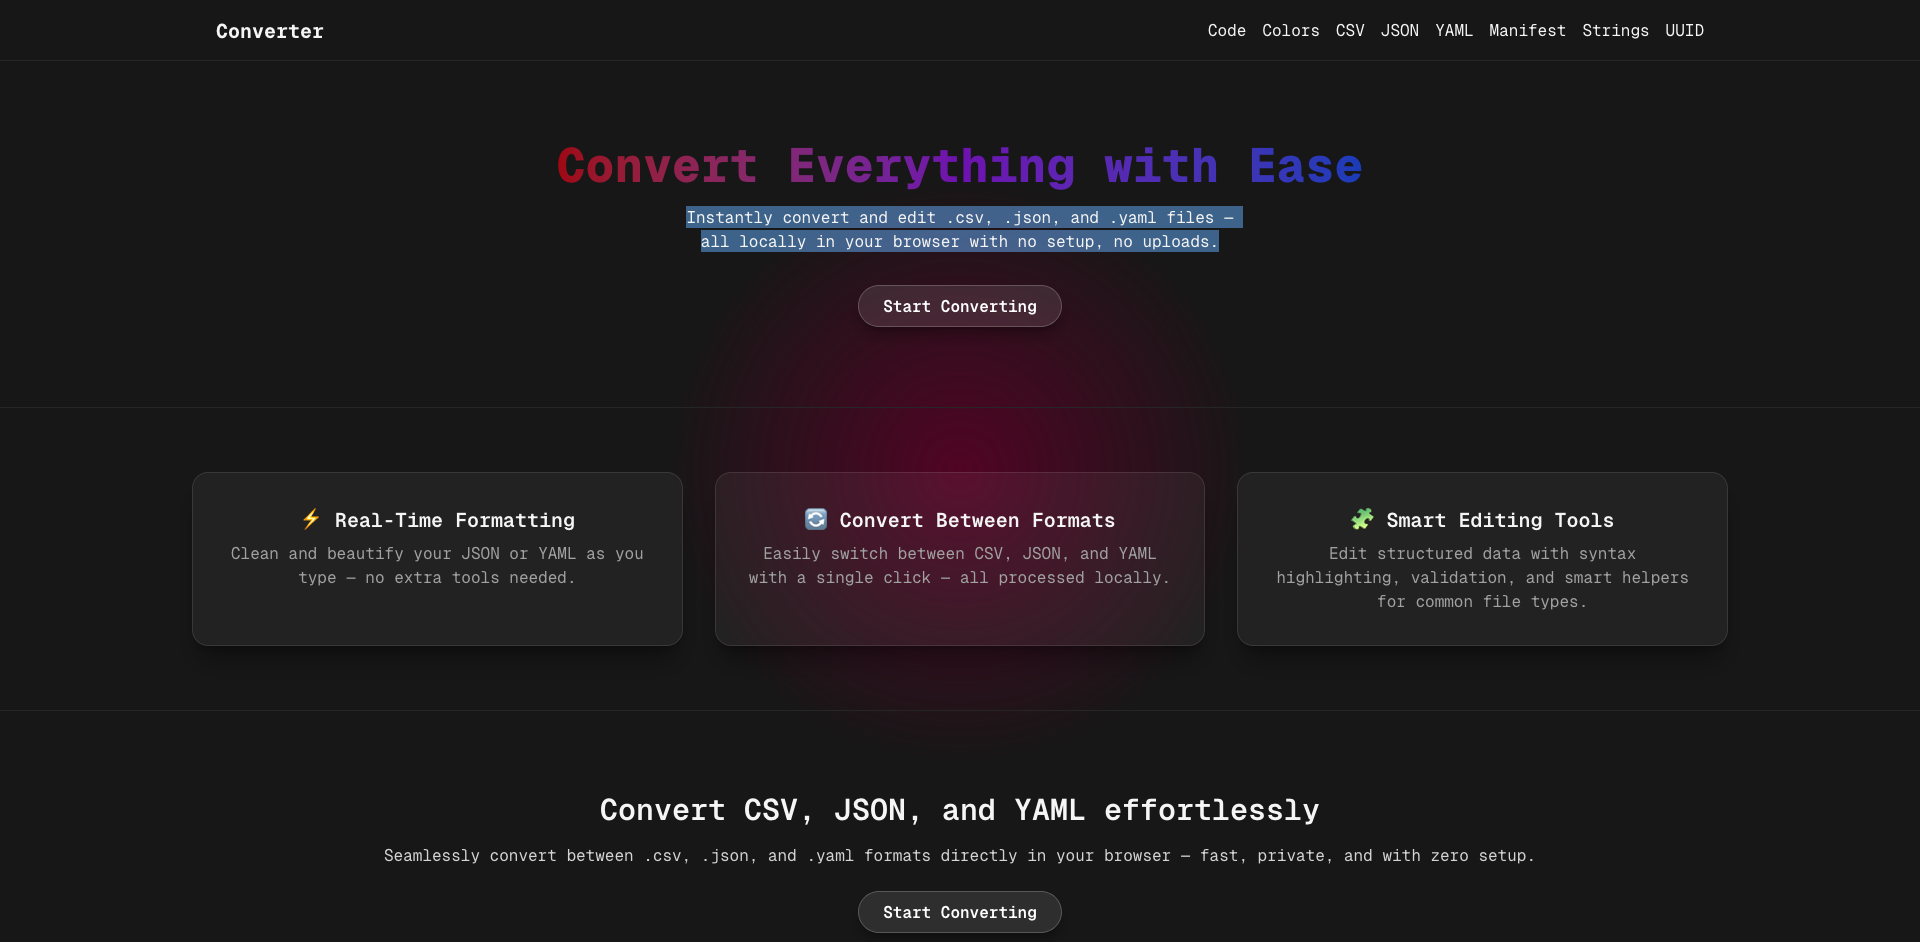 Converter
Code Colors CSV JSON YAML Manifest Strings UUID
Convert Everything with Ease
Instantly convert and edit .csv, .json, and .yaml files —
all locally in your browser with no setup, no uploads.
Start Converting
⚡ Real-Time Formatting
Clean and beautify your JSON or YAML as you
type — no extra tools needed.
🔄 Convert Between Formats
Easily switch between CSV, JSON, and YAML
with a single click — all processed locally.
🧩 Smart Editing Tools
Edit structured data with syntax
highlighting, validation, and smart helpers
for common file types.
Convert CSV, JSON, and YAML effortlessly
Seamlessly convert between .csv, .json, and .yaml formats directly in your browser — fast, private, and with zero setup.
Start Converting